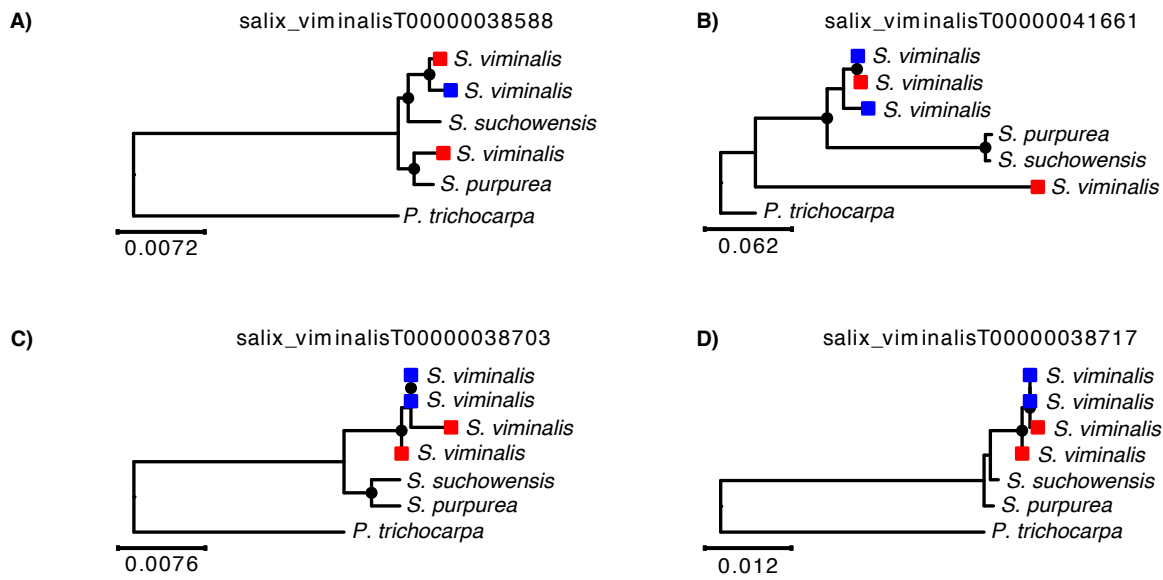 A)
salix_viminalisT00000038588
S. viminalis
S. viminalis
S. suchowensis
S. viminalis
S. purpurea
P. trichocarpa
0.0072
B)
salix_viminalisT00000041661
S. viminalis
S. viminalis
S. viminalis
S. purpurea
S. suchowensis
S. viminalis
P. trichocarpa
0.062
C)
salix_viminalisT00000038703
S. viminalis
S. viminalis
S. viminalis
S. viminalis
S. suchowensis
S. purpurea
P. trichocarpa
0.0076
D)
salix_viminalisT00000038717
S. viminalis
S. viminalis
S. viminalis
S. viminalis
S. suchowensis
S. purpurea
P. trichocarpa
0.012